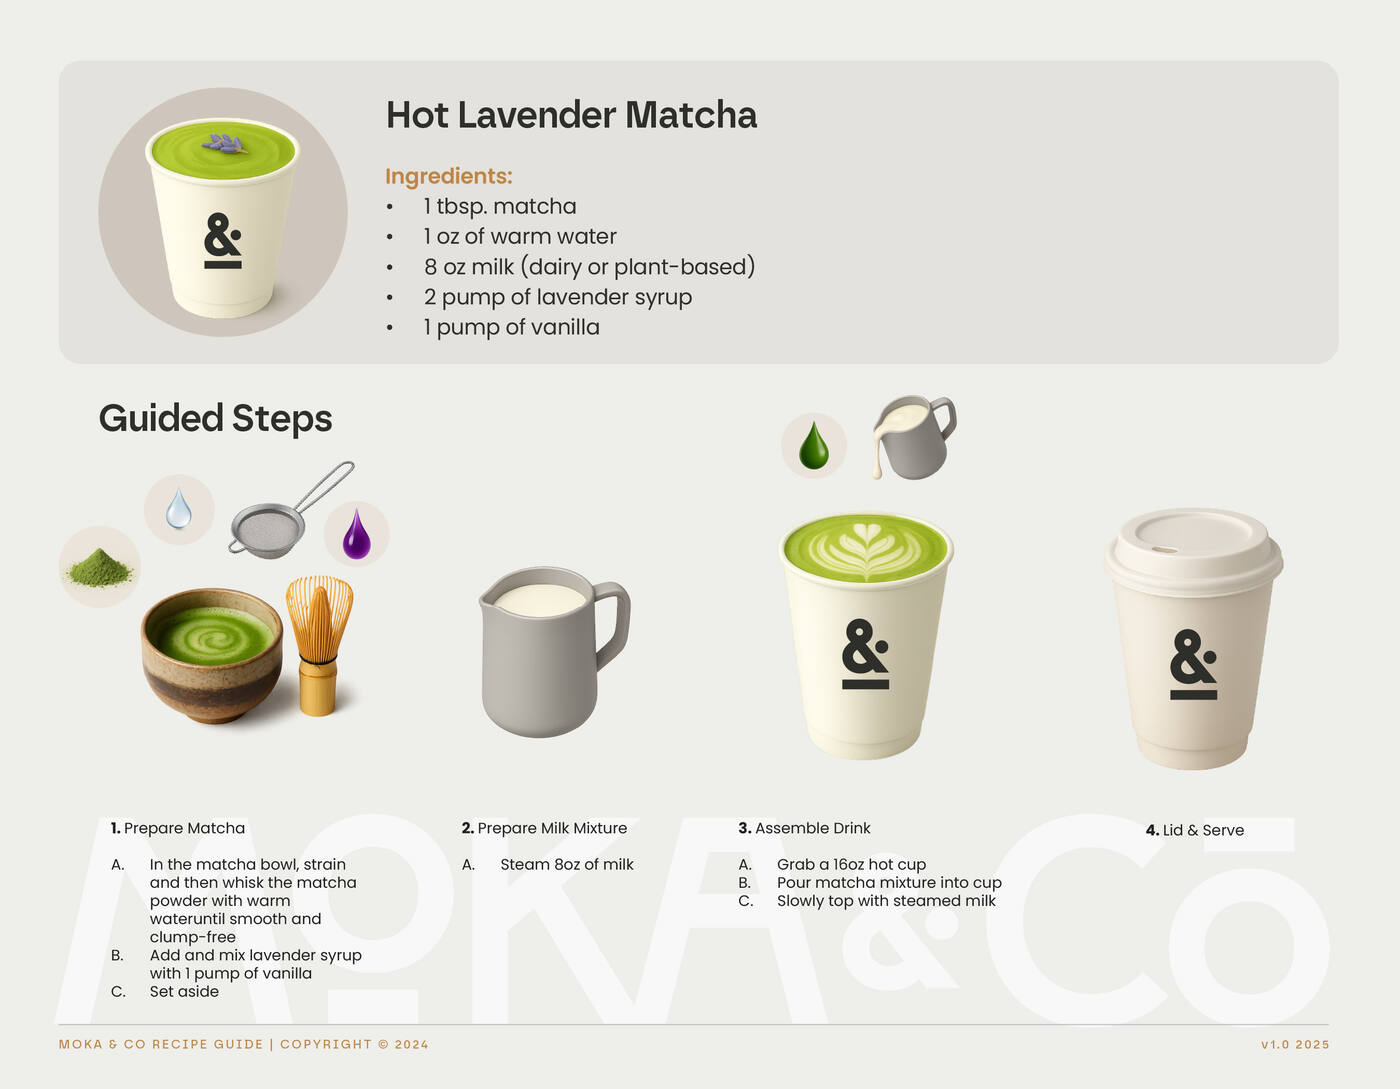 Hot Lavender Matcha
Ingredients:
• 1 tbsp. matcha
• 1 oz of warm water
• 8 oz milk (dairy or plant-based)
• 2 pump of lavender syrup
• 1 pump of vanilla
&
Guided Steps
&
&
1. Prepare Matcha
A. In the matcha bowl, strain
and then whisk the matcha
powder with warm
wateruntil smooth and
clump-free
B. Add and mix lavender syrup
with 1 pump of vanilla
C. Set aside
2. Prepare Milk Mixture
A. Steam 8oz of milk
3. Assemble Drink
A. Grab a 16oz hot cup
B. Pour matcha mixture into cup
C. Slowly top with steamed milk
4. Lid & Serve
MOKA & CO
MOKA & CO RECIPE GUIDE | COPYRIGHT © 2024
v1.0 2025